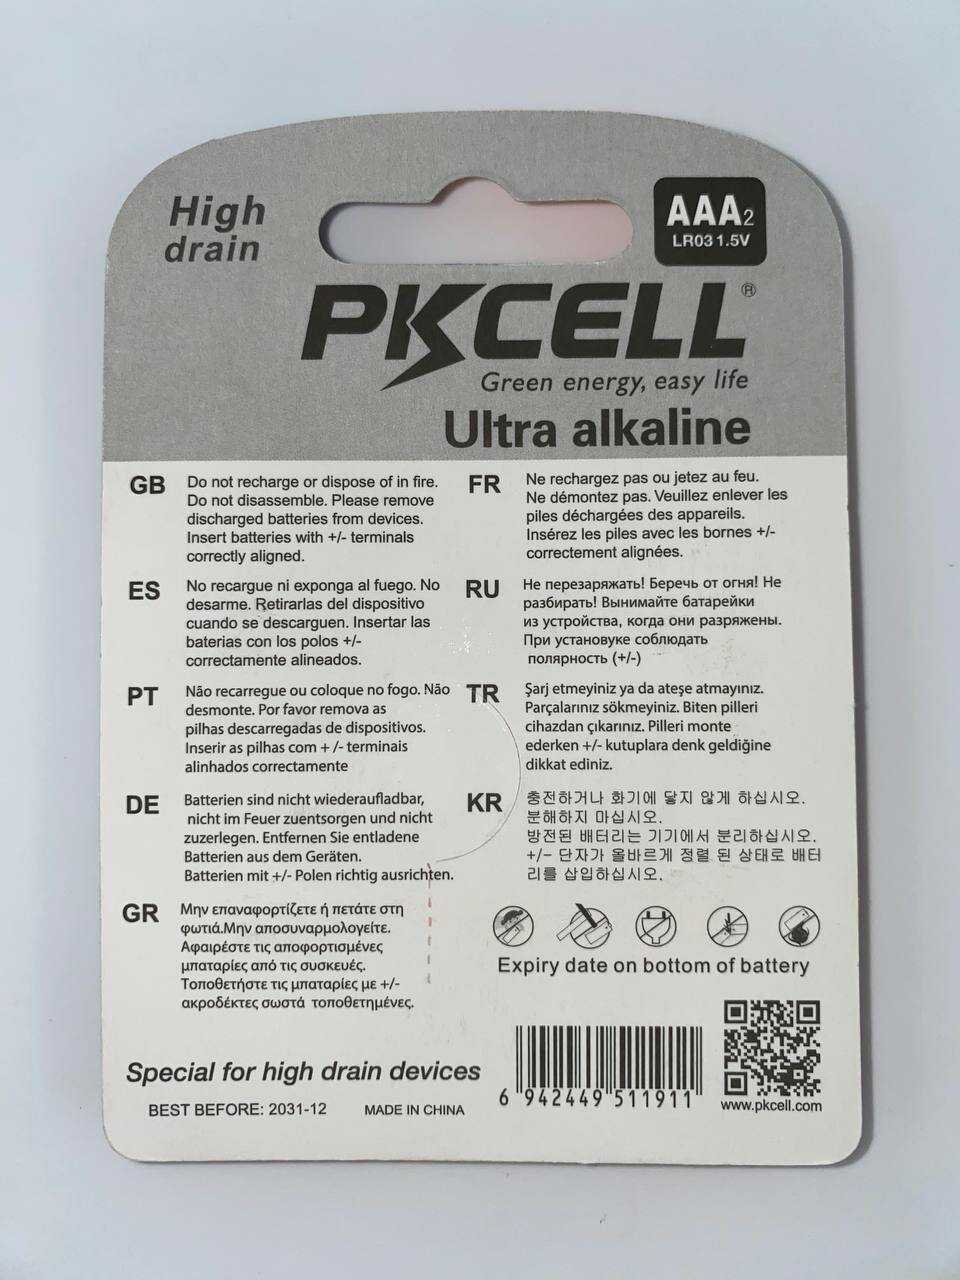 High
drain
AAA2
LR03 1.5V
PKCELL®
Green energy, easy life
Ultra alkaline
GB
Do not recharge or dispose of in fire.
Do not disassemble. Please remove
discharged batteries from devices.
Insert batteries with +/- terminals
correctly aligned.
FR
Ne rechargez pas ou jetez au feu.
Ne démontez pas. Veuillez enlever les
piles déchargées des appareils.
Insérez les piles avec les bornes +/-
correctement alignées.
ES
No recargue ni exponga al fuego. No
desarme. Retirarlas del dispositivo
cuando se descarguen. Insertar las
baterias con los polos +/-
correctamente alineados.
RU
Не перезаряжать! Беречь от огня! Не
разбирать! Вынимайте батарейки
из устройства, когда они разряжены.
При установуке соблюдать
полярность (+/-)
PT
Não recarregue ou coloque no fogo. Não
desmonte. Por favor remova as
pilhas descarregadas de dispositivos.
Inserir as pilhas com + /- terminais
alinhados correctamente
TR
Şarj etmeyiniz ya da ateşe atmayınız.
Parçalarınız sökmeyiniz. Biten pilleri
cihazdan çıkarınız. Pilleri monte
ederken +/- kutuplara denk geldiğine
dikkat ediniz.
DE
Batterien sind nicht wiederaufladbar,
nicht im Feuer zuentsorgen und nicht
zuzerlegen. Entfernen Sie entladene
Batterien aus dem Geräten.
Batterien mit +/- Polen richtig ausrichten.
KR
충전하거나 화기에 닿지 않게 하십시오.
분해하지 마십시오.
방전된 배터리는 기기에서 분리하십시오.
+/- 단자가 올바르게 정렬 된 상태로 배터
리를 삽입하십시오.
GR
Μην επαναφορτίζετε ή πετάτε στη
φωτιά.Μην αποσυναρμολογείτε.
Αφαιρέστε τις αποφορτισμένες
μπαταρίες από τις συσκευές.
Τοποθετήστε τις μπαταρίες με +/-
ακροδέκτες σωστά τοποθετημένες.
Expiry date on bottom of battery
Special for high drain devices
BEST BEFORE: 2031-12
MADE IN CHINA
6 942449 511911
www.pkcell.com